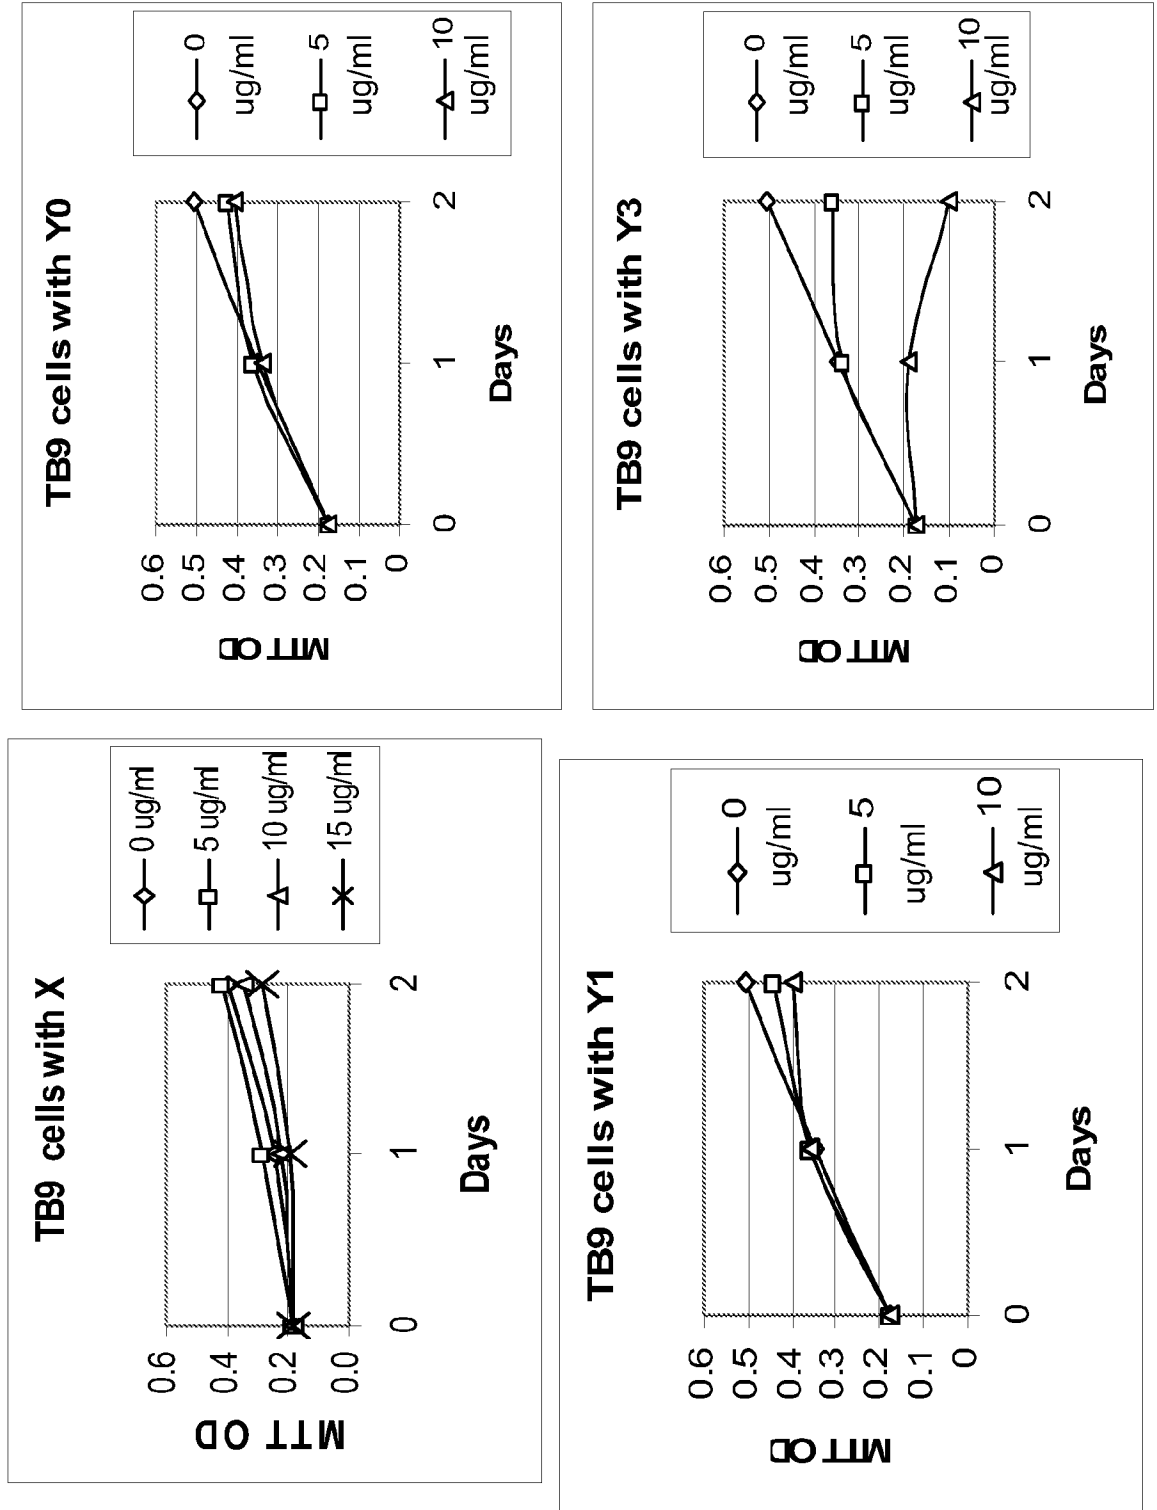 TB9 cells with X
MTT OD
0.6
0.4
0.2
0.0
0
1
2
Days
0 ug/ml
5 ug/ml
10 ug/ml
15 ug/ml
TB9 cells with Y0
MTT OD
0.6
0.5
0.4
0.3
0.2
0.1
0
0
1
2
Days
0
ug/ml
5
ug/ml
10
ug/ml
TB9 cells with Y1
MTT OD
0.6
0.5
0.4
0.3
0.2
0.1
0
0
1
2
Days
0
ug/ml
5
ug/ml
10
ug/ml
TB9 cells with Y3
MTT OD
0.6
0.5
0.4
0.3
0.2
0.1
0
0
1
2
Days
0
ug/ml
5
ug/ml
10
ug/ml